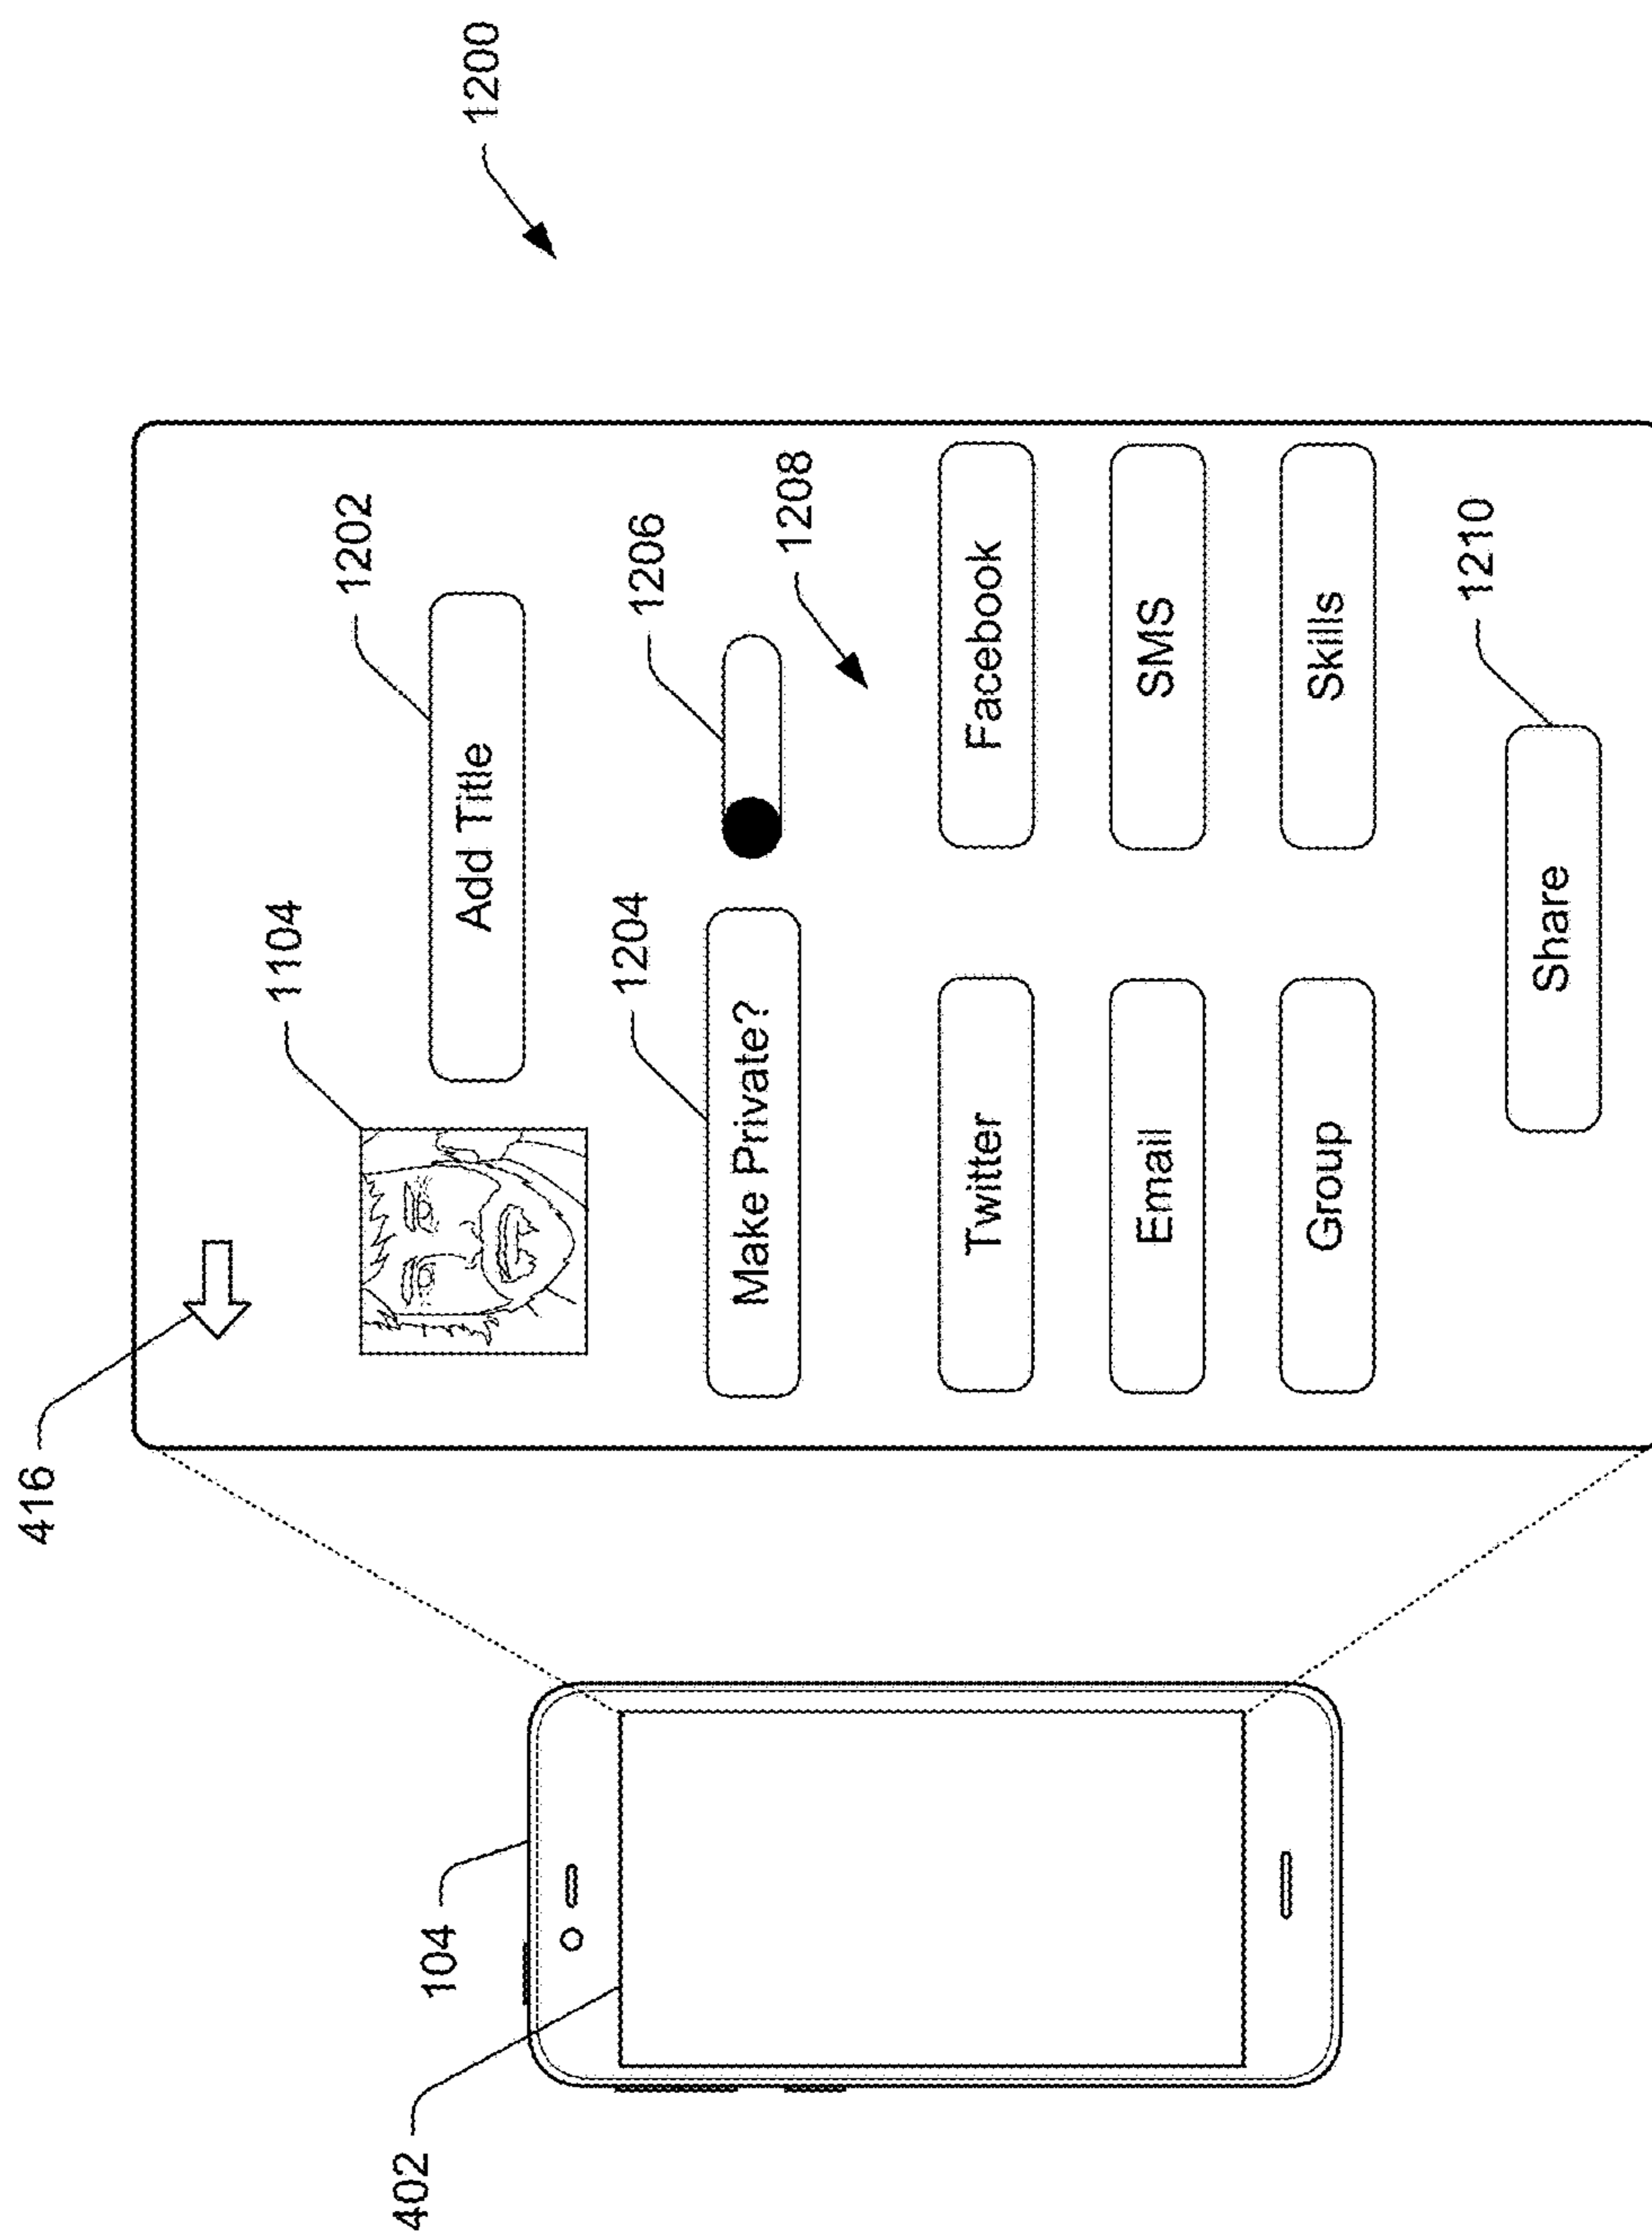 1200
416
1104
1202
Add Title
1204
1206
Make Private?
1208
Twitter
Facebook
Email
SMS
Group
Skills
1210
Share
104
402